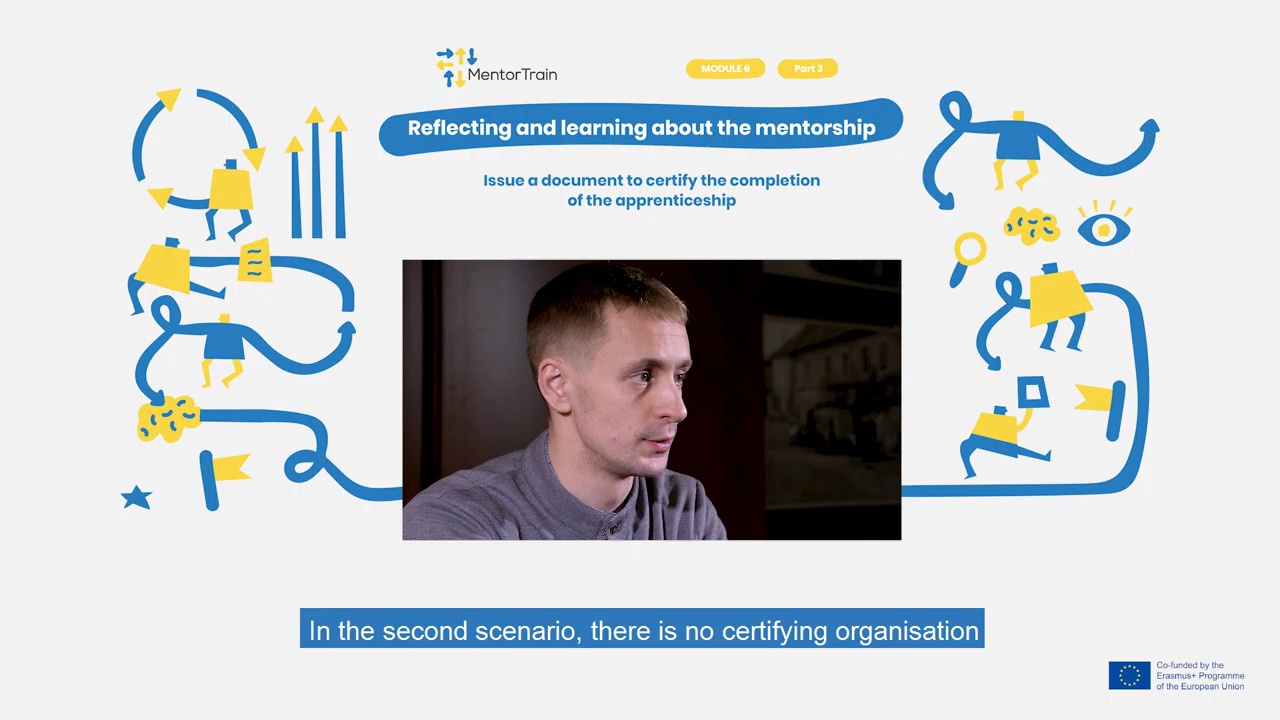 MentorTrain
MODULE 6
Part 3
Reflecting and learning about the mentorship
Issue a document to certify the completion
of the apprenticeship
In the second scenario, there is no certifying organisation
Co-funded by the
Erasmus+ Programme
of the European Union